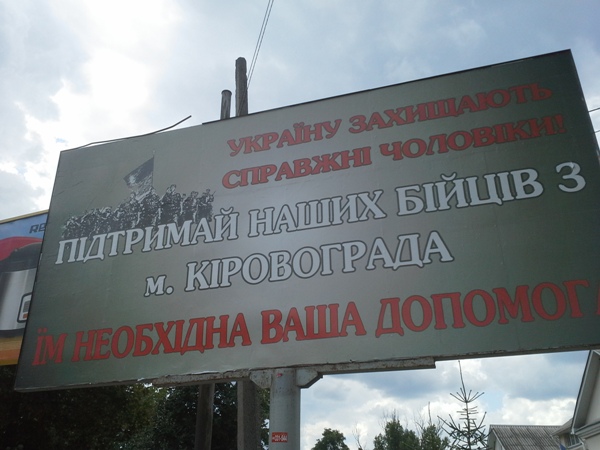 УКРАЇНУ ЗАХИЩАЮТЬ
СПРАВЖНІ ЧОЛОВІКИ!
ПІДТРИМАЙ НАШИХ БІЙЦІВ З
м. КІРОВОГРАДА
ЇМ НЕОБХІДНА ВАША ДОПОМОГА